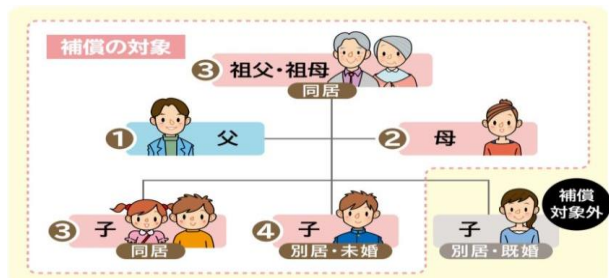 補償の対象
③ 祖父・祖母
同居
① 父
② 母
③ 子
同居
④ 子
別居・未婚
子
別居・既婚
補償
対象外